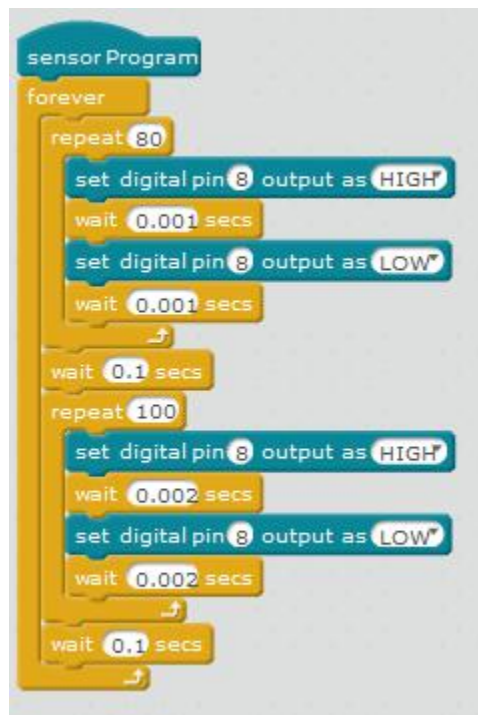 sensor Program
forever
repeat 80
set digital pin 8 output as HIGH
wait 0.001 secs
set digital pin 8 output as LOW
wait 0.001 secs
wait 0.1 secs
repeat 100
set digital pin 8 output as HIGH
wait 0.002 secs
set digital pin 8 output as LOW
wait 0.002 secs
wait 0.1 secs